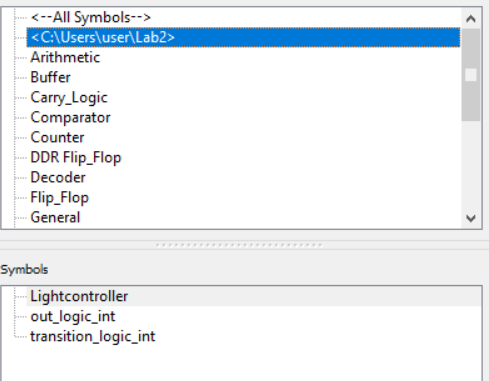 <--All Symbols-->
<C:\Users\user\Lab2>
Arithmetic
Buffer
Carry_Logic
Comparator
Counter
DDR Flip_Flop
Decoder
Flip_Flop
General
Symbols
Lightcontroller
out_logic_int
transition_logic_int